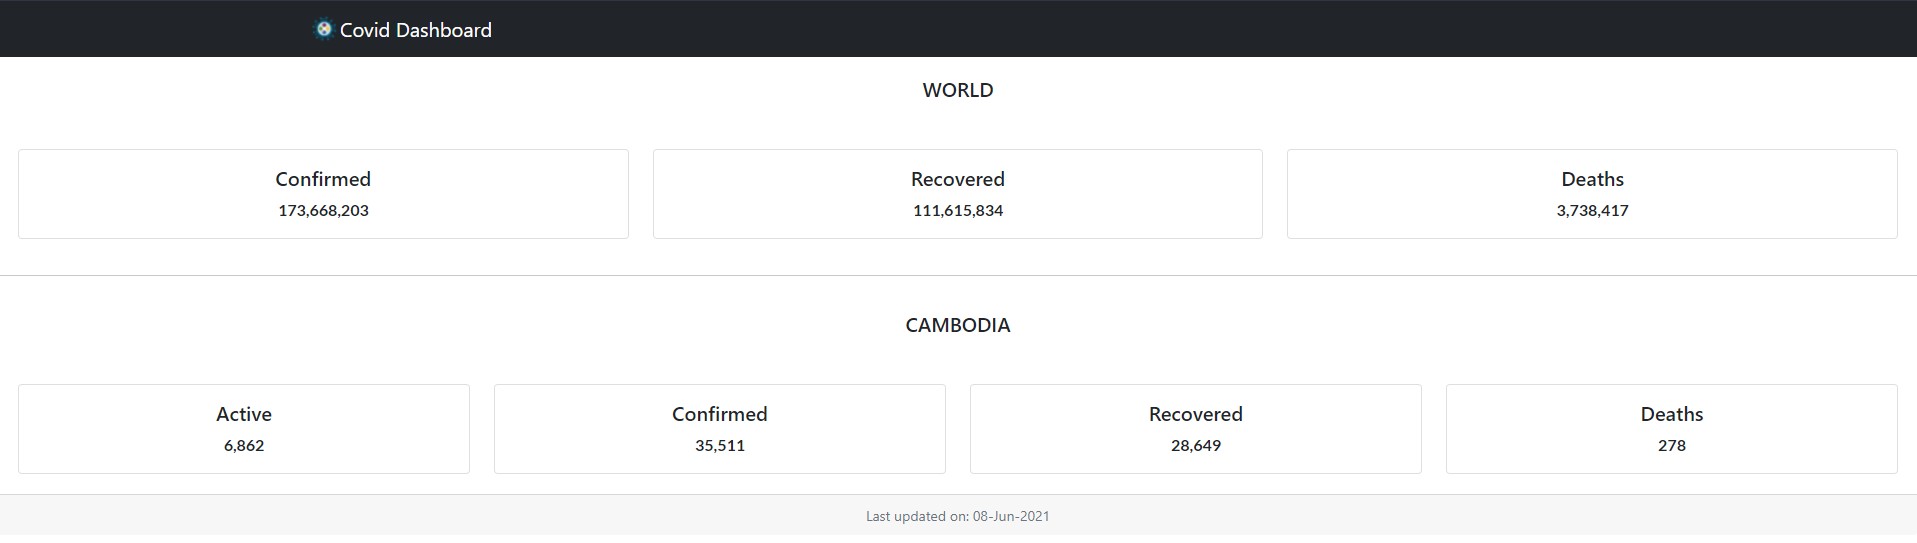 Covid Dashboard
WORLD
Confirmed
173,668,203
Recovered
111,615,834
Deaths
3,738,417
CAMBODIA
Active
6,862
Confirmed
35,511
Recovered
28,649
Deaths
278
Last updated on: 08-Jun-2021